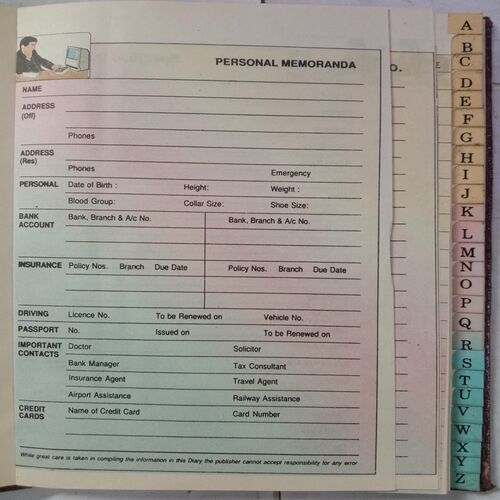 PERSONAL MEMORANDA
NAME
ADDRESS
(Off)
Phones
ADDRESS
(Res)
Phones Emergency
PERSONAL Date of Birth : Height: Weight :
Blood Group: Collar Size: Shoe Size:
BANK ACCOUNT Bank, Branch & A/c No. Bank, Branch & A/c No.
INSURANCE Policy Nos. Branch Due Date Policy Nos. Branch Due Date
DRIVING Licence No. To be Renewed on Vehicle No.
PASSPORT No. Issued on To be Renewed on
IMPORTANT CONTACTS Doctor Solicitor
Bank Manager Tax Consultant
Insurance Agent Travel Agent
Airport Assistance Railway Assistance
CREDIT CARDS Name of Credit Card Card Number
While great care is taken in compiling the information in this Diary the publisher cannot accept responsibility for any error
O.
E
A
B
C
D
E
F
G
H
I
J
K
L
M
N
O
P
Q
R
S
T
U
V
W
X
Y
Z